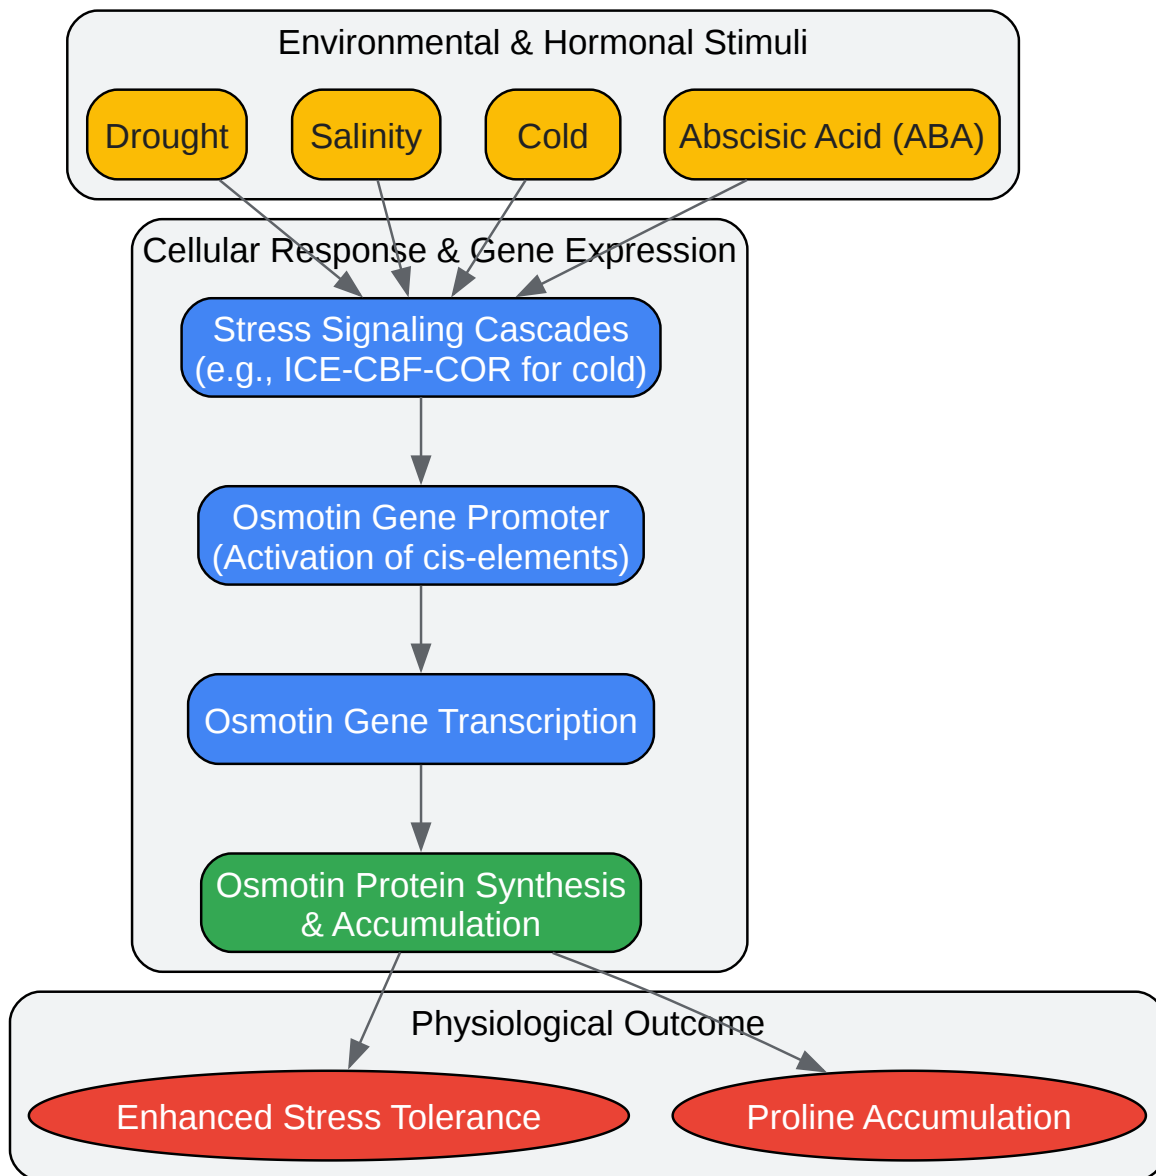 Environmental & Hormonal Stimuli
Drought
Salinity
Cold
Abscisic Acid (ABA)
Cellular Response & Gene Expression
Stress Signaling Cascades
(e.g., ICE-CBF-COR for cold)
Osmotin Gene Promoter
(Activation of cis-elements)
Osmotin Gene Transcription
Osmotin Protein Synthesis
& Accumulation
Physiological Outcome
Enhanced Stress Tolerance
Proline Accumulation